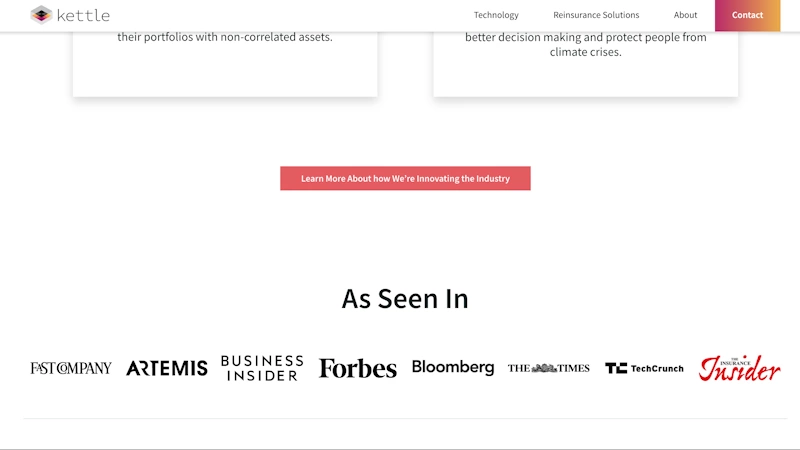 kettle
Technology
Reinsurance Solutions
About
Contact
their portfolios with non-correlated assets.
better decision making and protect people from
climate crises.
Learn More About how We're Innovating the Industry
As Seen In
FAST COMPANY
ARTEMIS
BUSINESS
INSIDER
Forbes
Bloomberg
THE TIMES
TC TechCrunch
THE
INSURANCE
Insider